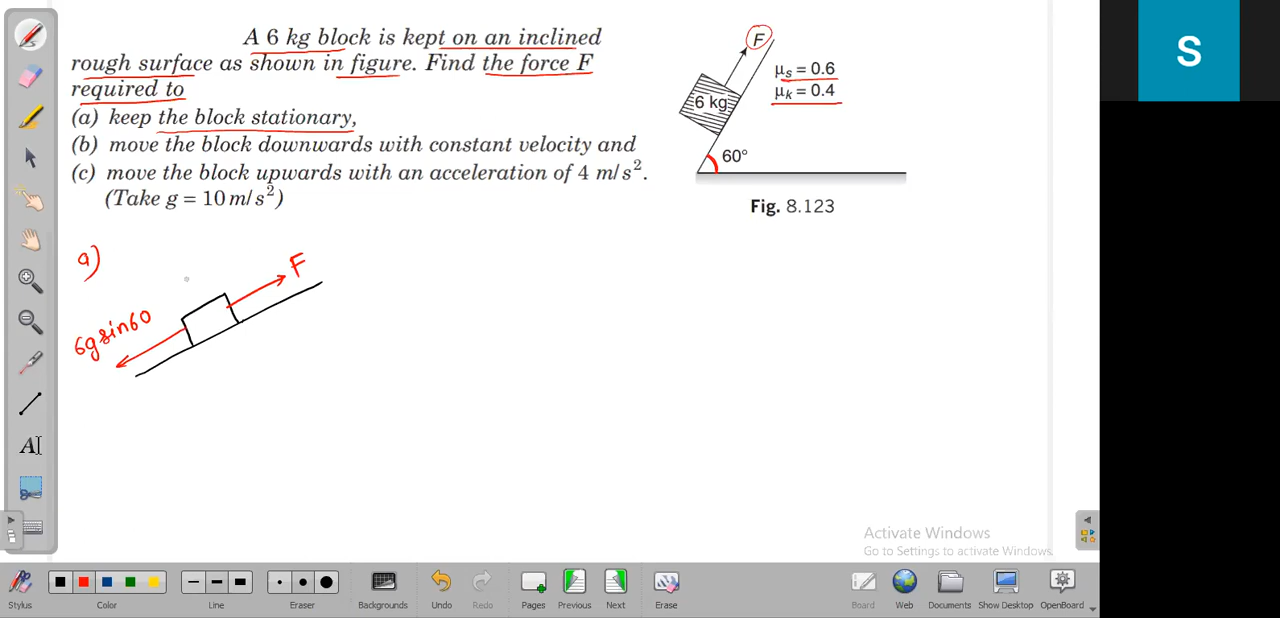 A 6 kg block is kept on an inclined
rough surface as shown in figure. Find the force F
required to
(a) keep the block stationary,
(b) move the block downwards with constant velocity and
(c) move the block upwards with an acceleration of 4 m/s².
(Take g = 10 m/s²)
F
6 kg
μs = 0.6
μk = 0.4
60°
Fig. 8.123
S
a)
F
6g sin60
A
Activate Windows
Go to Settings to activate Windows.
Stylus
Color
Line
Eraser
Backgrounds
Undo
Redo
Pages
Previous
Next
Erase
Board
Web
Documents
Show Desktop
OpenBoard